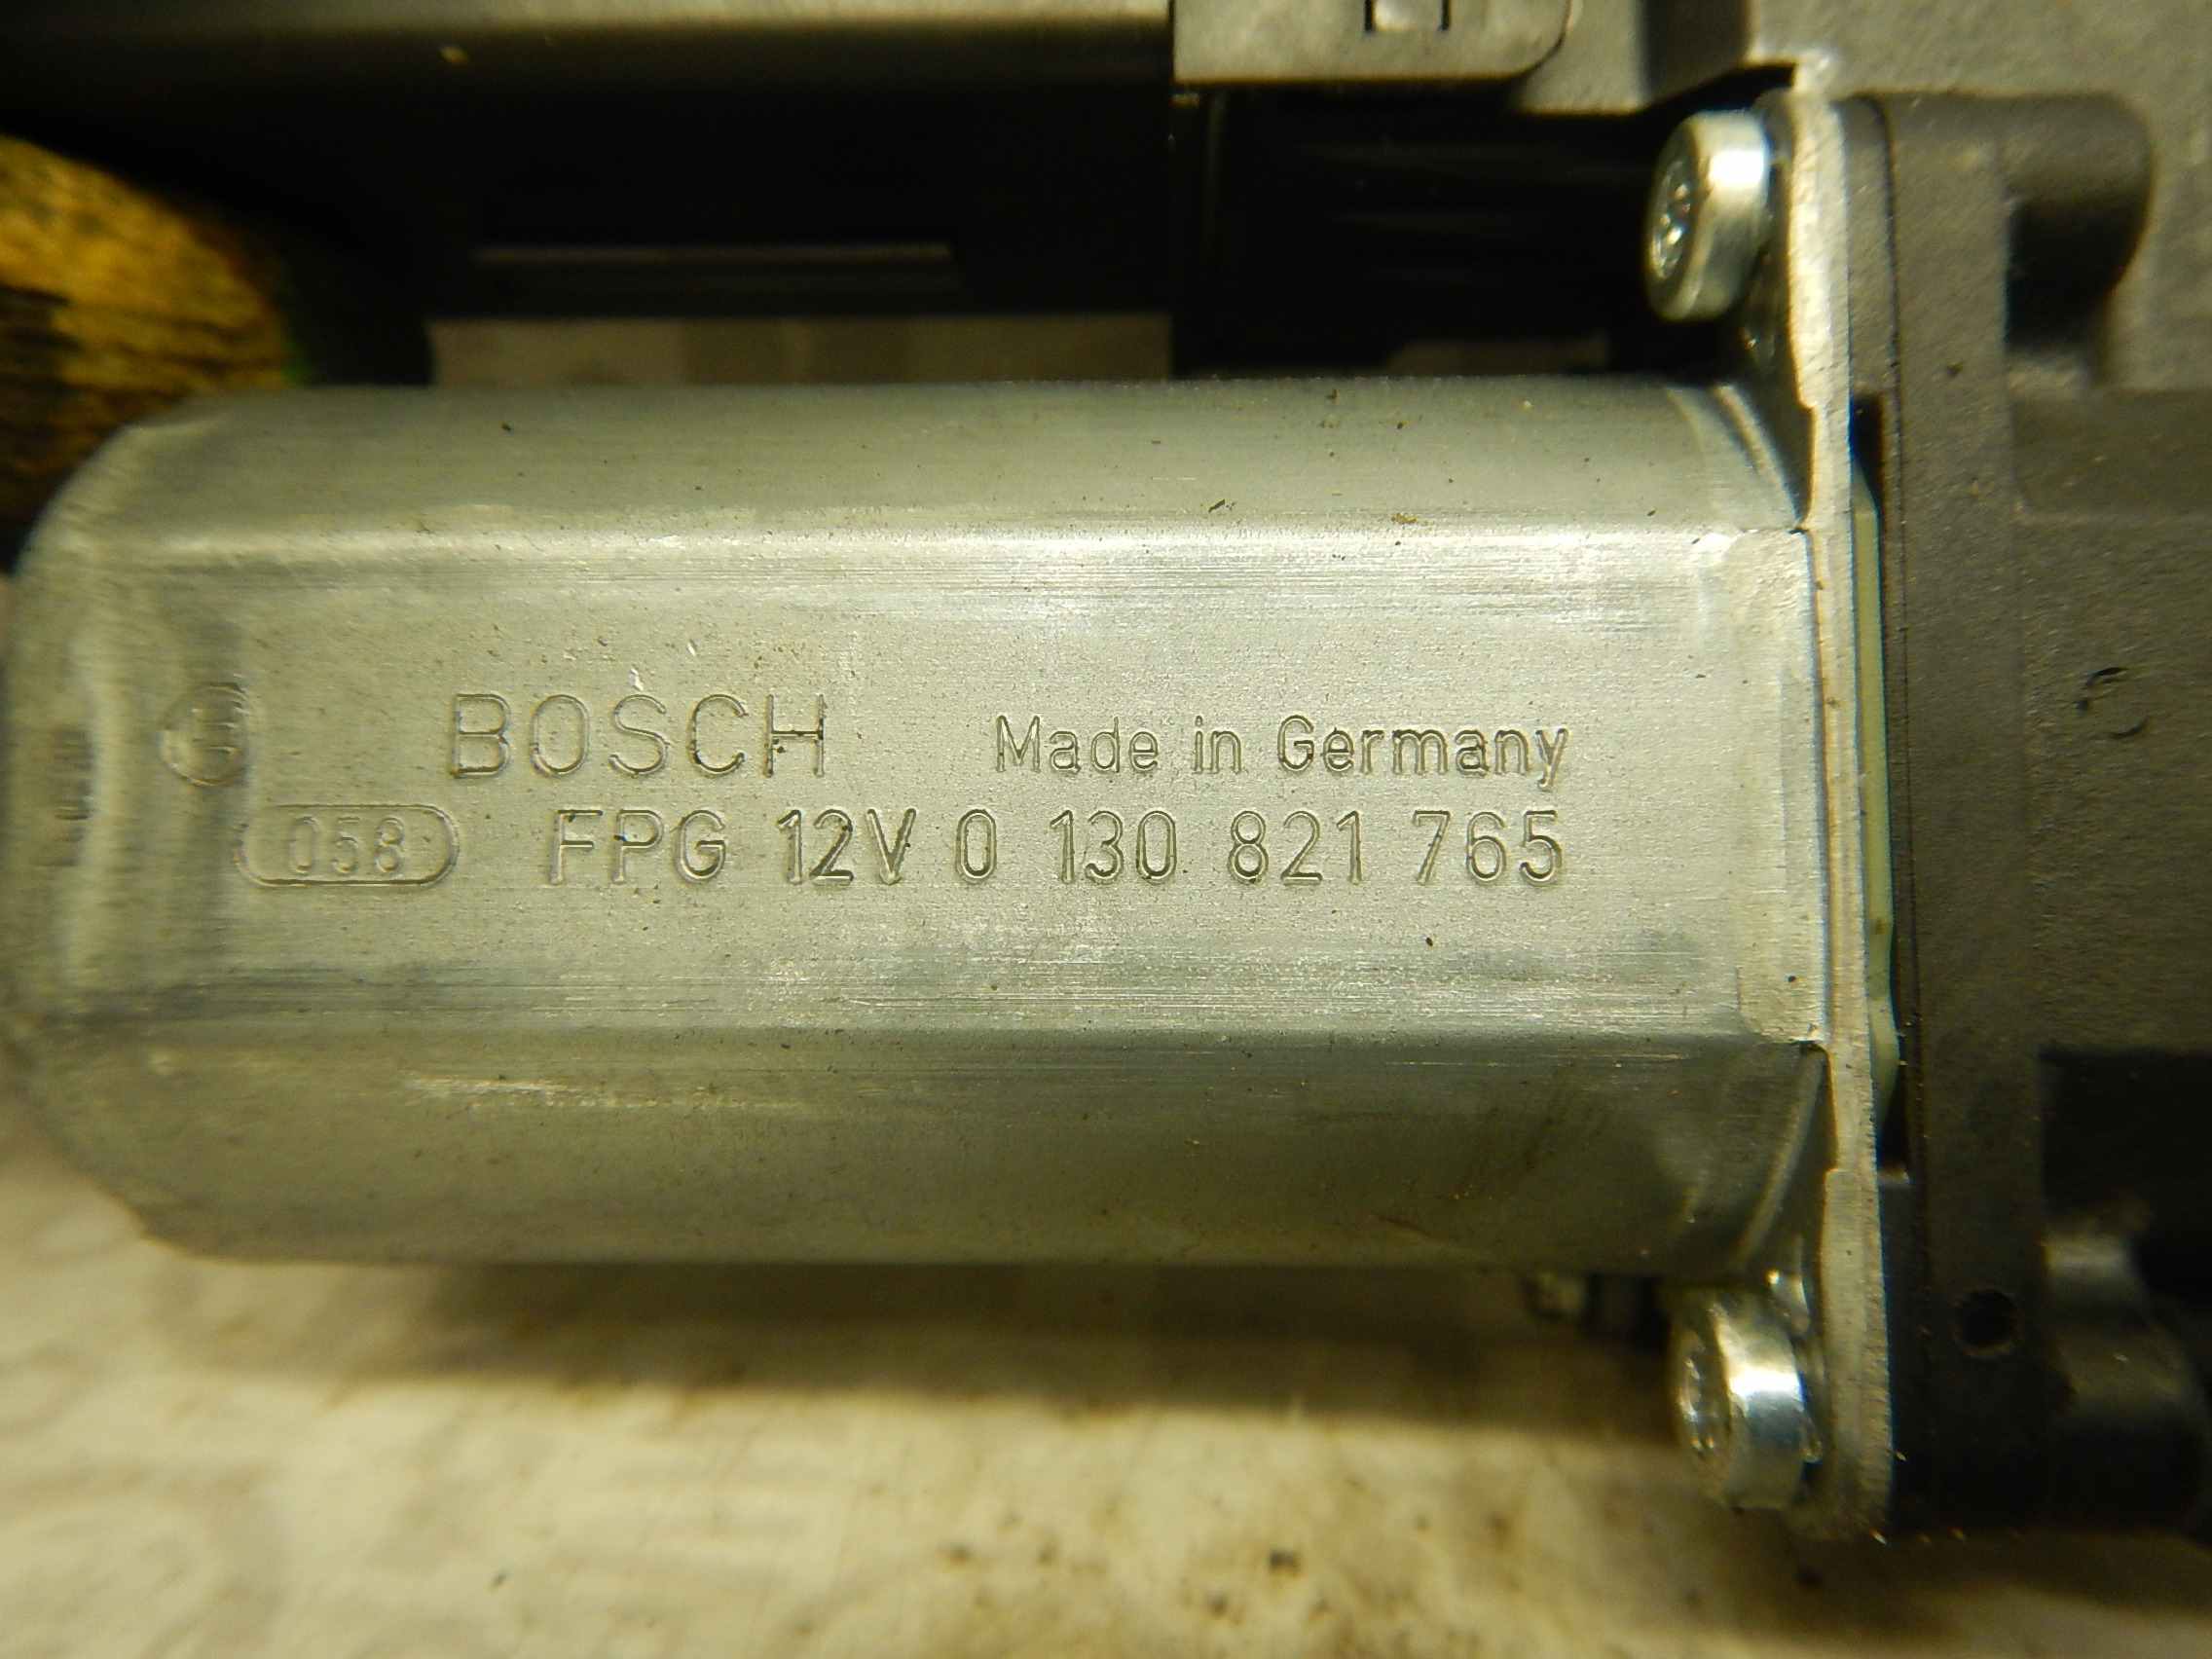 BOSCH Made in Germany
058 FPG 12V 0 130 821 765